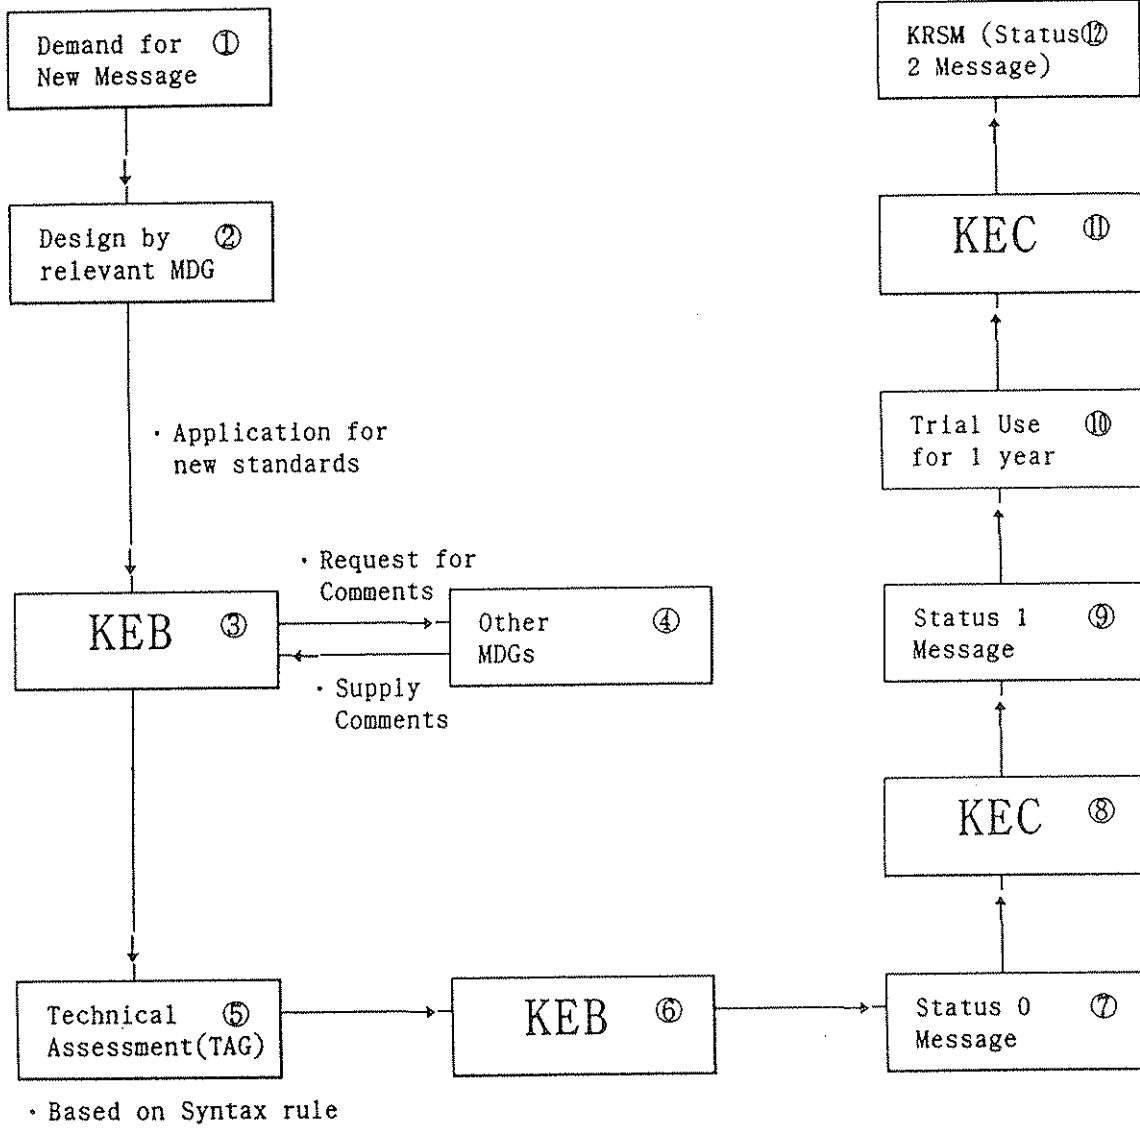 Demand for ①
New Message
Design by ②
relevant MDG
· Application for
new standards
KEB ③
· Request for
Comments
Other ④
MDGs
· Supply
Comments
Technical ⑤
Assessment(TAG)
· Based on Syntax rule
KEB ⑥
Status 0 ⑦
Message
KEC ⑧
Status 1 ⑨
Message
Trial Use ⑩
for 1 year
KEC ⑪
KRSM (Status⑫
2 Message)